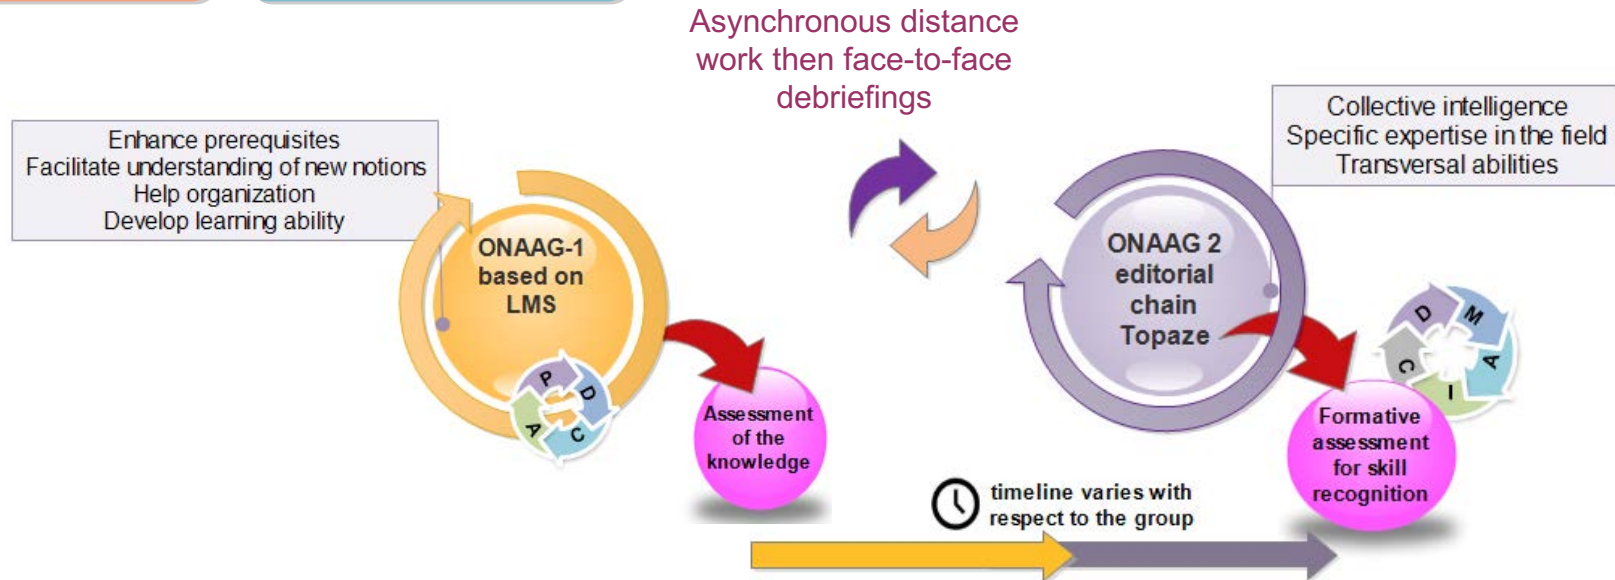 Asynchronous distance
work then face-to-face
debriefings
Enhance prerequisites
Facilitate understanding of new notions
Help organization
Develop learning ability
Collective intelligence
Specific expertise in the field
Transversal abilities
ONAAG-1
based on
LMS
P
D
C
A
Assessment
of the
knowledge
ONAAG 2
editorial
chain
Topaze
D
M
A
I
C
Formative
assessment
for skill
recognition
timeline varies with
respect to the group